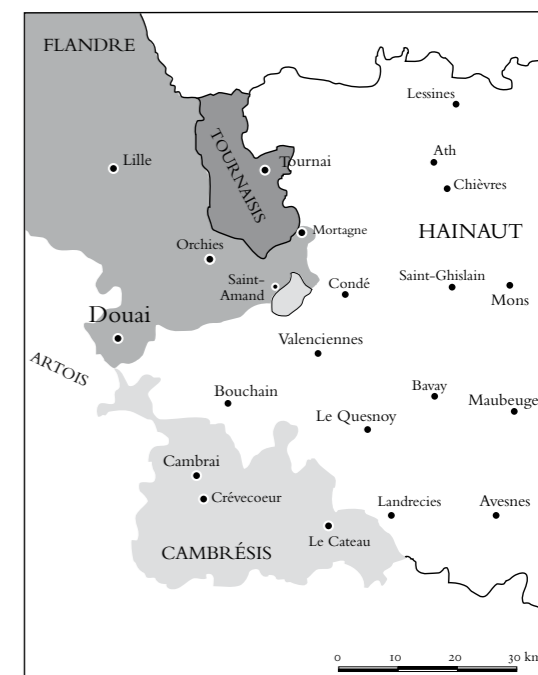 FLANDRE
Lessines
TOURNAISIS
Lille
Tournai
Ath
Chièvres
Mortagne
HAINAUT
Orchies
Saint-
Amand
Condé
Saint-Ghislain
Mons
Douai
Valenciennes
ARTOIS
Bouchain
Bavay
Maubeuge
Le Quesnoy
Cambrai
Crévecoeur
Landrecies
Avesnes
Le Cateau
CAMBRÉSIS
0 10 20 30 km